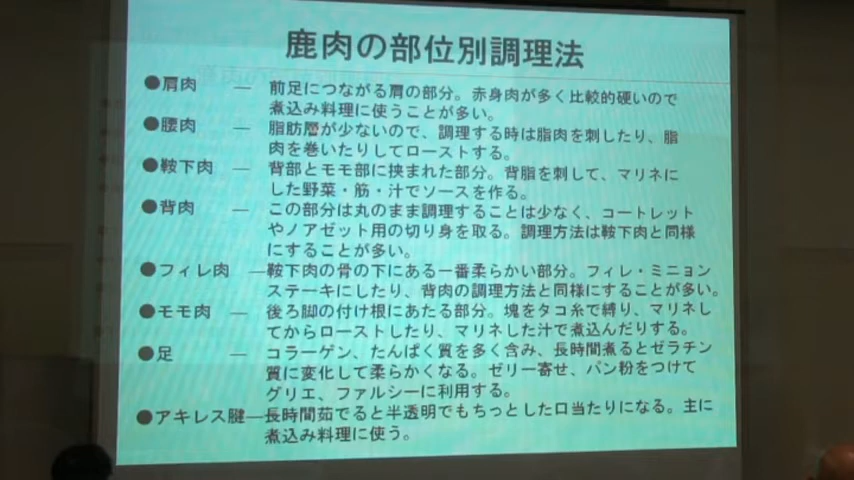 鹿肉の部位別調理法
●肩肉 ― 前足につながる肩の部分。赤身肉が多く比較的硬いので
煮込み料理に使うことが多い。
●腰肉 ― 脂肪層が少ないので、調理する時は脂肉を刺したり、脂
肉を巻いたりしてローストする。
●鞍下肉 ― 背部とモモ部に挟まれた部分。背脂を刺して、マリネに
した野菜・筋・汁でソースを作る。
●背肉 ― この部分は丸のまま調理することは少なく、コートレット
やノアゼット用の切り身を取る。調理方法は鞍下肉と同様
にすることが多い。
●フィレ肉 ―鞍下肉の骨の下にある一番柔らかい部分。フィレ・ミニョン
ステーキにしたり、背肉の調理方法と同様にすることが多い。
●モモ肉 ― 後ろ脚の付け根にあたる部分。塊をタコ糸で縛り、マリネし
てからローストしたり、マリネした汁で煮込んだりする。
●足 ― コラーゲン、たんぱく質を多く含み、長時間煮るとゼラチン
質に変化して柔らかくなる。ゼリー寄せ、パン粉をつけて
グリエ、ファルシーに利用する。
●アキレス腱―長時間茹でると半透明でもちっとした口当たりになる。主に
煮込み料理に使う。